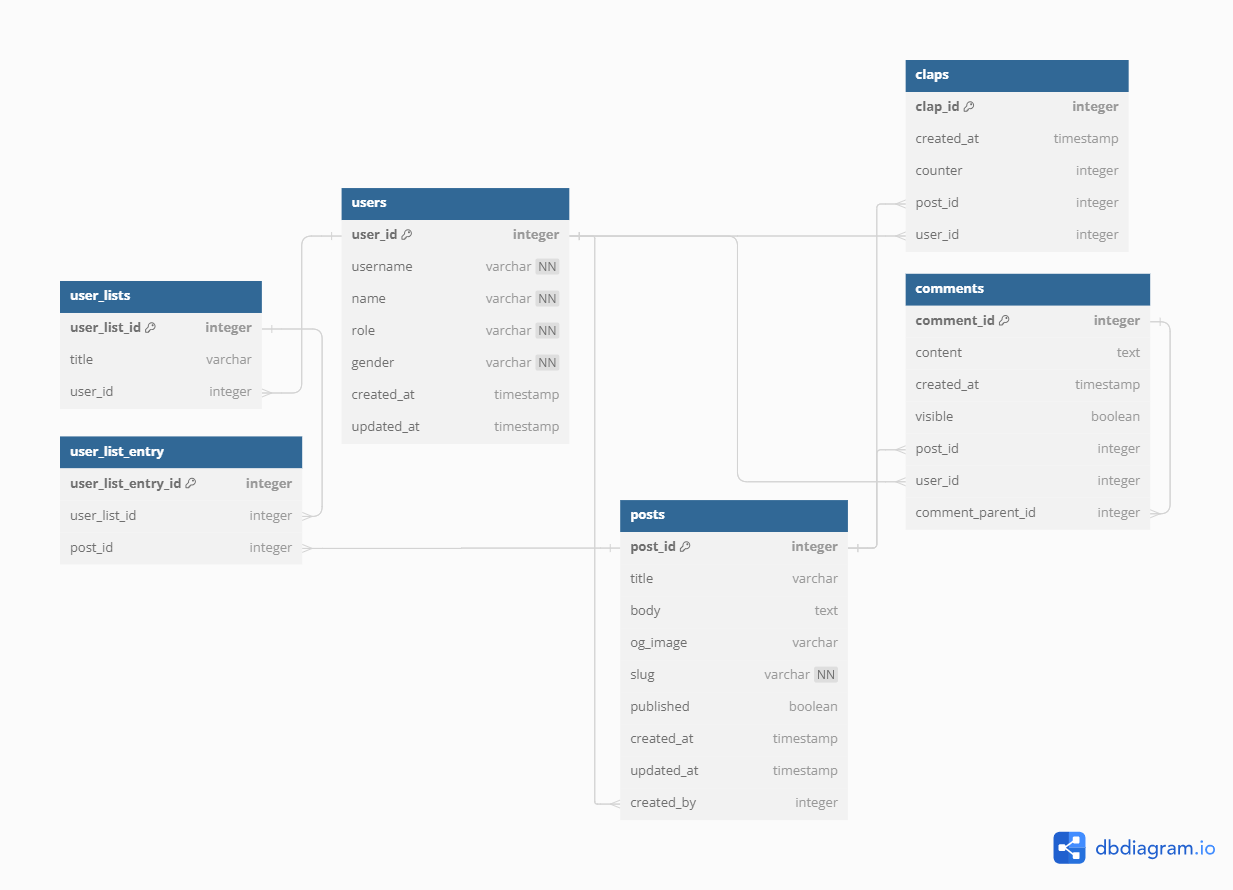 claps
clap_id integer
created_at timestamp
counter integer
post_id integer
user_id integer
users
user_id integer
username varchar NN
name varchar NN
role varchar NN
gender varchar NN
created_at timestamp
updated_at timestamp
user_lists
user_list_id integer
title varchar
user_id integer
comments
comment_id integer
content text
created_at timestamp
visible boolean
post_id integer
user_id integer
comment_parent_id integer
user_list_entry
user_list_entry_id integer
user_list_id integer
post_id integer
posts
post_id integer
title varchar
body text
og_image varchar
slug varchar NN
published boolean
created_at timestamp
updated_at timestamp
created_by integer
dbdiagram.io